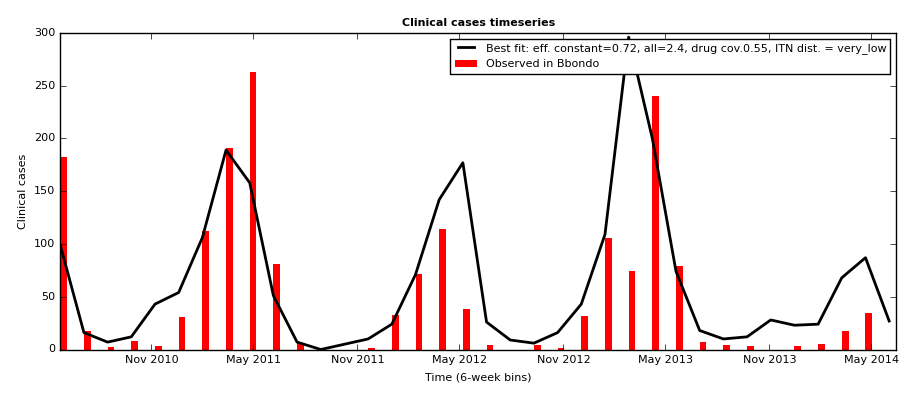 Clinical cases timeseries
Best fit: eff. constant=0.72, all=2.4, drug cov.0.55, ITN dist. = very_low
Observed in Bbondo
Clinical cases
300
250
200
150
100
50
0
Nov 2010
May 2011
Nov 2011
May 2012
Nov 2012
May 2013
Nov 2013
May 2014
Time (6-week bins)